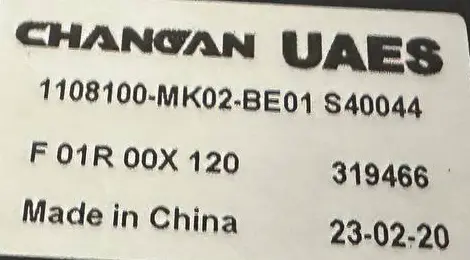 CHANGAN UAES
1108100-MK02-BE01 S40044
F 01R 00X 120 319466
Made in China 23-02-20